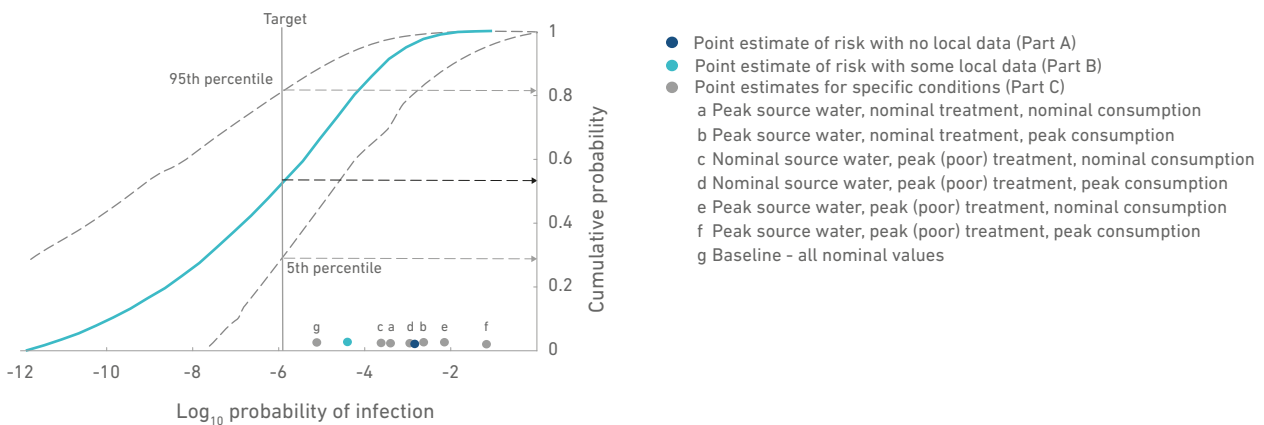 Target
95th percentile
5th percentile
g c a d b e f
1
0.8
0.6
0.4
0.2
0
Cumulative probability
-12 -10 -8 -6 -4 -2
Log10 probability of infection
Point estimate of risk with no local data (Part A)
Point estimate of risk with some local data (Part B)
Point estimates for specific conditions (Part C)
a Peak source water, nominal treatment, nominal consumption
b Peak source water, nominal treatment, peak consumption
c Nominal source water, peak (poor) treatment, nominal consumption
d Nominal source water, peak (poor) treatment, peak consumption
e Peak source water, peak (poor) treatment, nominal consumption
f Peak source water, peak (poor) treatment, peak consumption
g Baseline - all nominal values